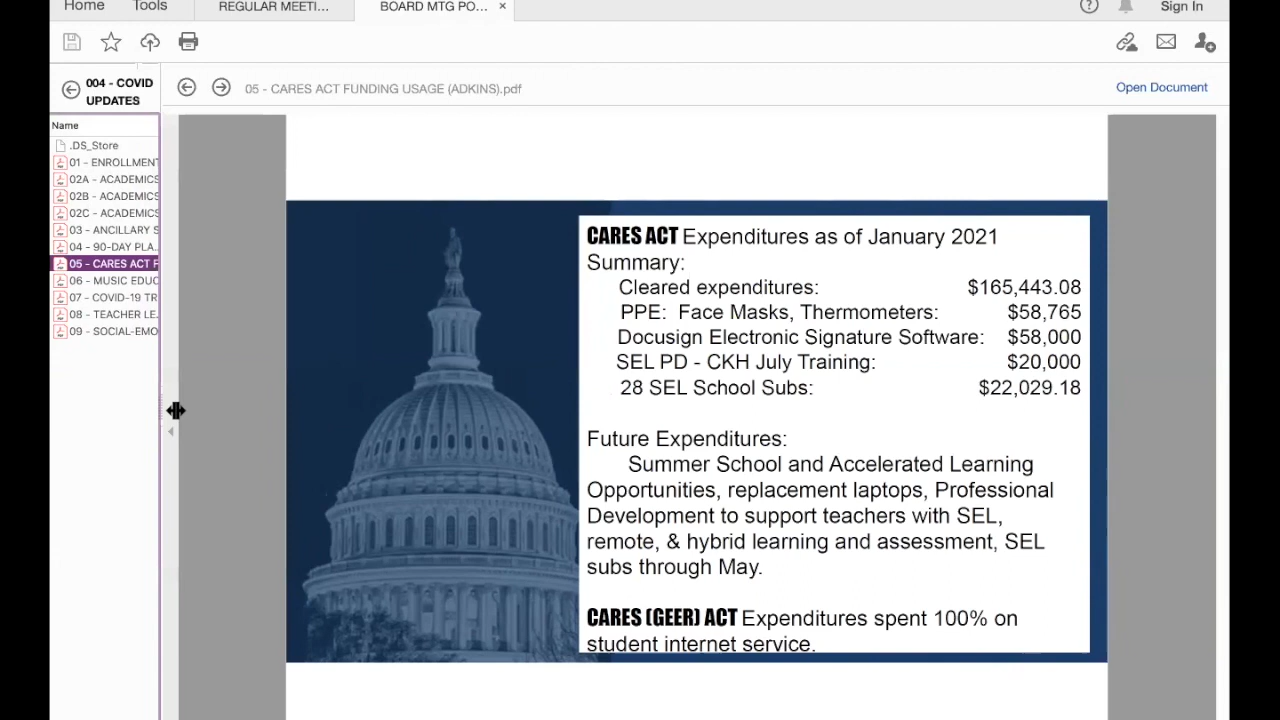 Home Tools REGULAR MEETI... BOARD MTG PO... × Sign In
004 - COVID UPDATES
05 - CARES ACT FUNDING USAGE (ADKINS).pdf Open Document
Name
.DS_Store
01 - ENROLLMENT
02A - ACADEMICS
02B - ACADEMICS
02C - ACADEMICS
03 - ANCILLARY S
04 - 90-DAY PLA..
05 - CARES ACT F
06 - MUSIC EDUC
07 - COVID-19 TR
08 - TEACHER LE.
09 - SOCIAL-EMO
CARES ACT Expenditures as of January 2021
Summary:
Cleared expenditures: $165,443.08
PPE: Face Masks, Thermometers: $58,765
Docusign Electronic Signature Software: $58,000
SEL PD - CKH July Training: $20,000
28 SEL School Subs: $22,029.18
Future Expenditures:
Summer School and Accelerated Learning
Opportunities, replacement laptops, Professional
Development to support teachers with SEL,
remote, & hybrid learning and assessment, SEL
subs through May.
CARES (GEER) ACT Expenditures spent 100% on
student internet service.